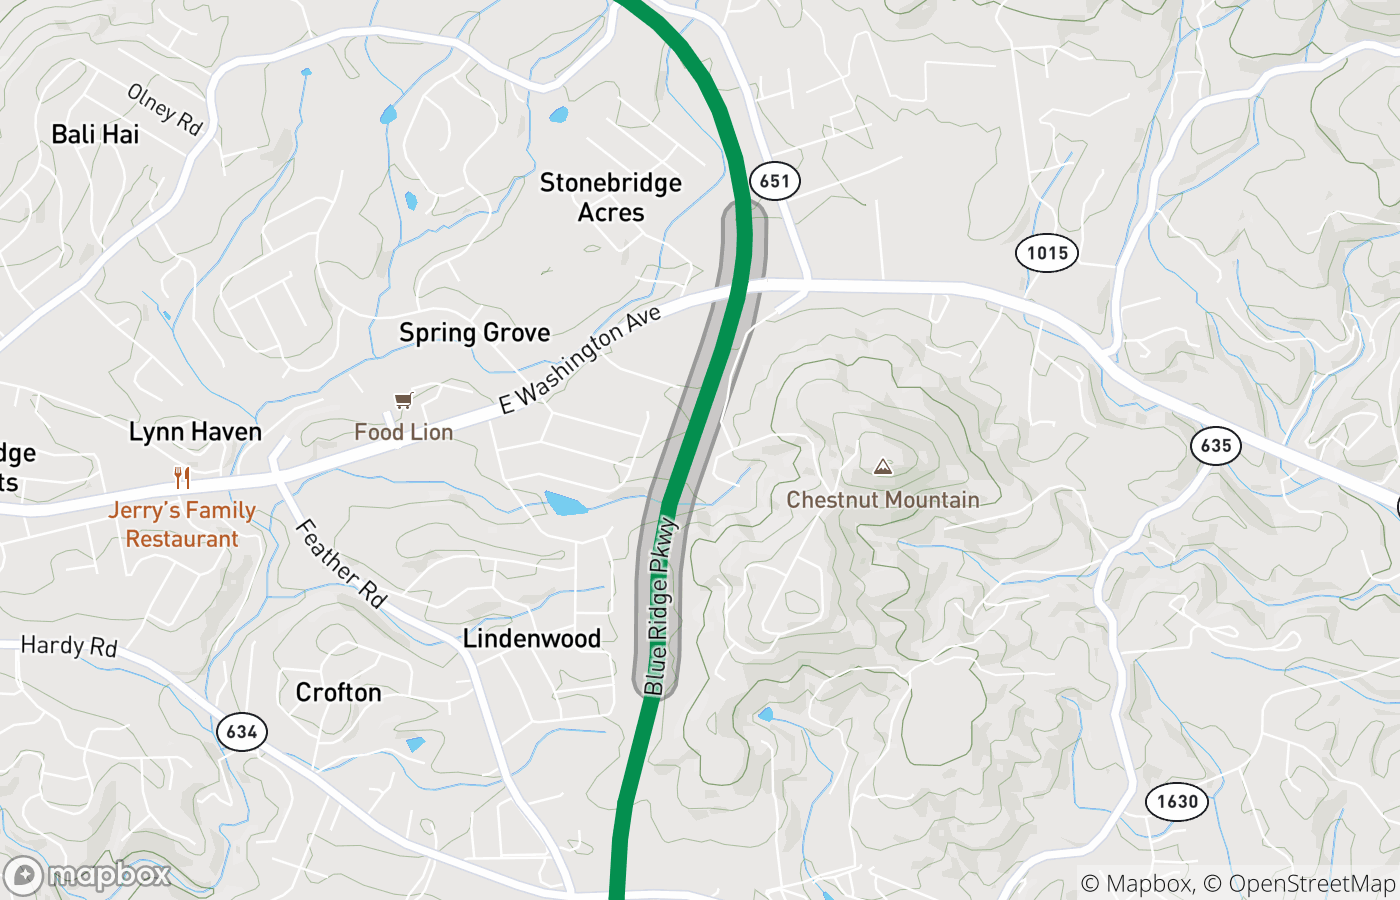 Olney Rd
Bali Hai
Stonebridge
Acres
651
1015
Spring Grove
E Washington Ave
Food Lion
Lynn Haven
dge
ts
635
Jerry's Family
Restaurant
Chestnut Mountain
Feather Rd
Blue Ridge Pkwy
Hardy Rd
Lindenwood
Crofton
634
1630
mapbox
© Mapbox, © OpenStreetMap